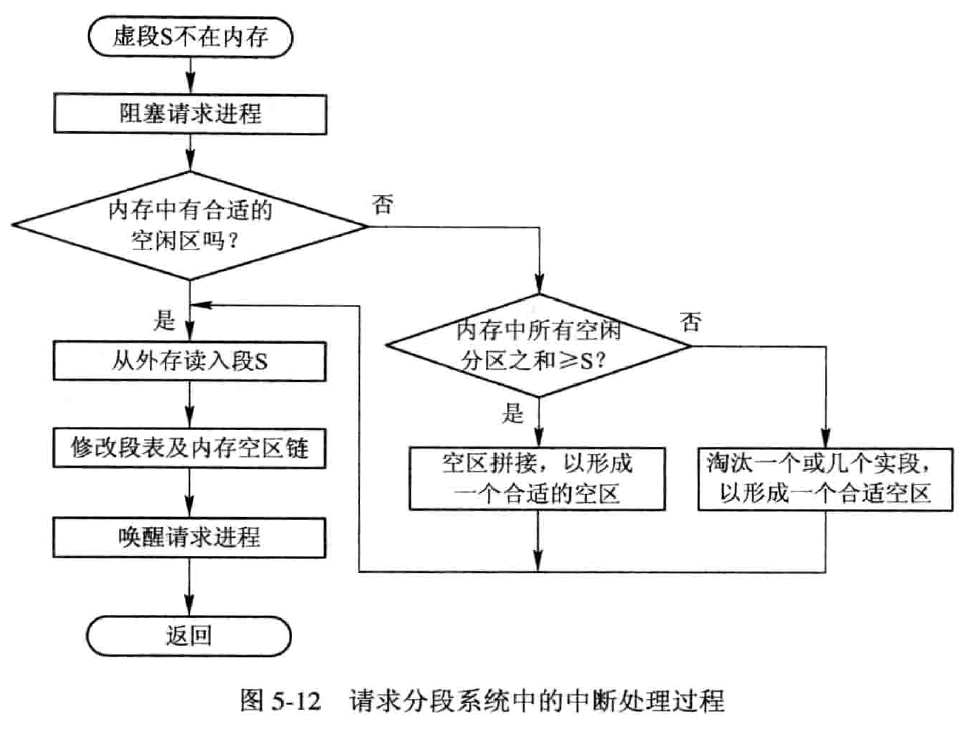 虚段S不在内存
阻塞请求进程
内存中有合适的
空闲区吗？
否
是
从外存读入段S
修改段表及内存空区链
唤醒请求进程
返回
内存中所有空闲
分区之和≥S？
否
是
空区拼接，以形成
一个合适的空区
淘汰一个或几个实段，
以形成一个合适空区
图 5-12 请求分段系统中的中断处理过程